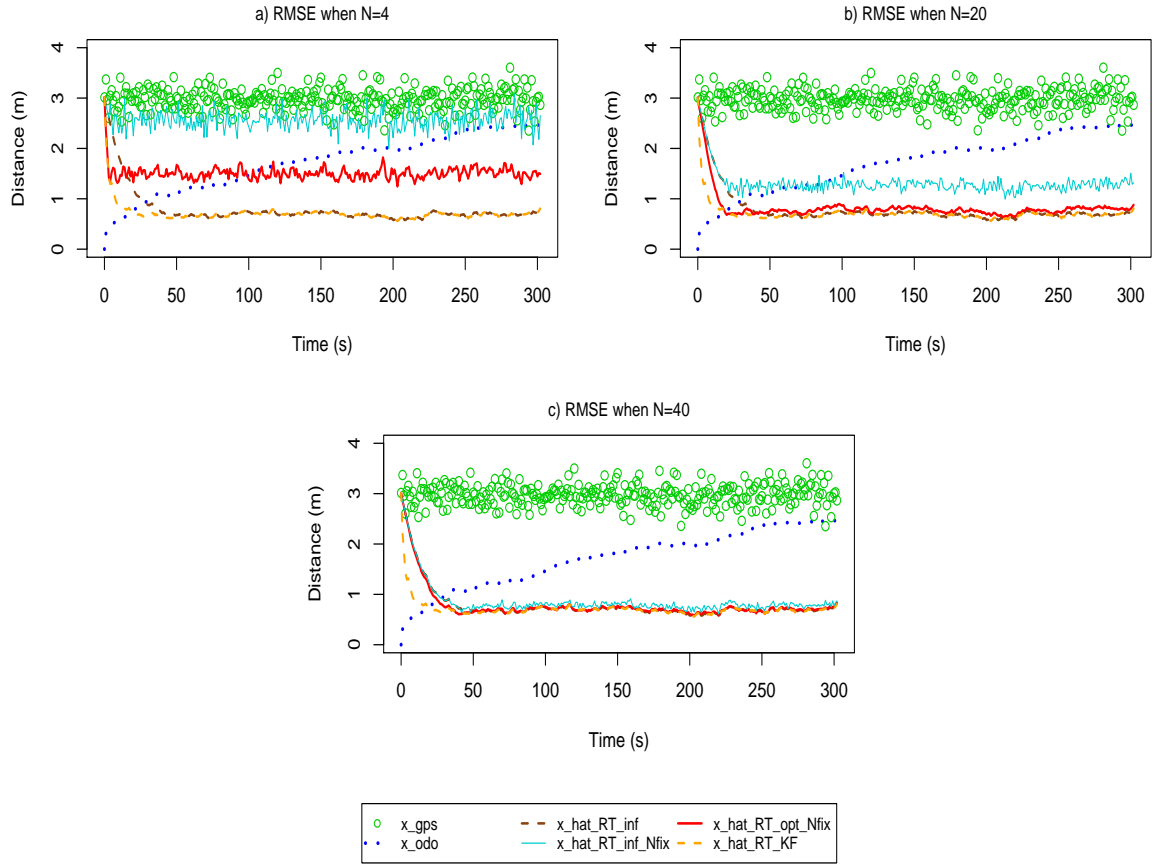 a) RMSE when N=4
Distance (m)
4
3
2
1
0
0 50 100 150 200 250 300
Time (s)
b) RMSE when N=20
Distance (m)
4
3
2
1
0
0 50 100 150 200 250 300
Time (s)
c) RMSE when N=40
Distance (m)
4
3
2
1
0
0 50 100 150 200 250 300
Time (s)
x_gps x_hat_RT_inf x_hat_RT_opt_Nfix
x_odo x_hat_RT_inf_Nfix x_hat_RT_KF